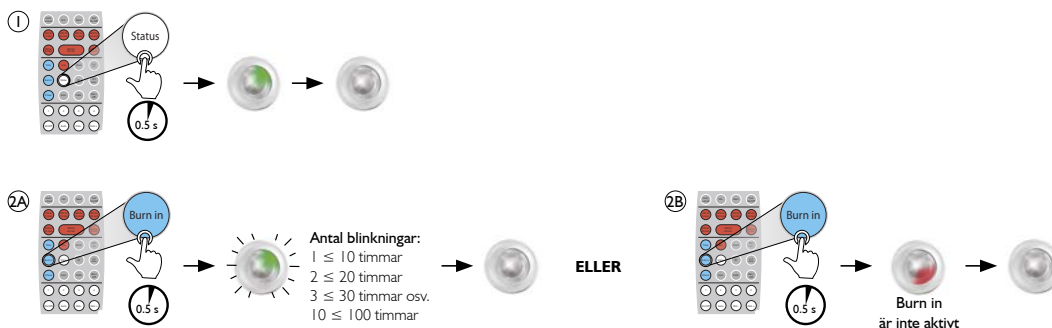 1
Status
0.5 s
2A
Burn in
0.5 s
Antal blinkningar:
1 ≤ 10 timmar
2 ≤ 20 timmar
3 ≤ 30 timmar osv.
10 ≤ 100 timmar
ELLER
2B
Burn in
0.5 s
Burn in
är inte aktivt